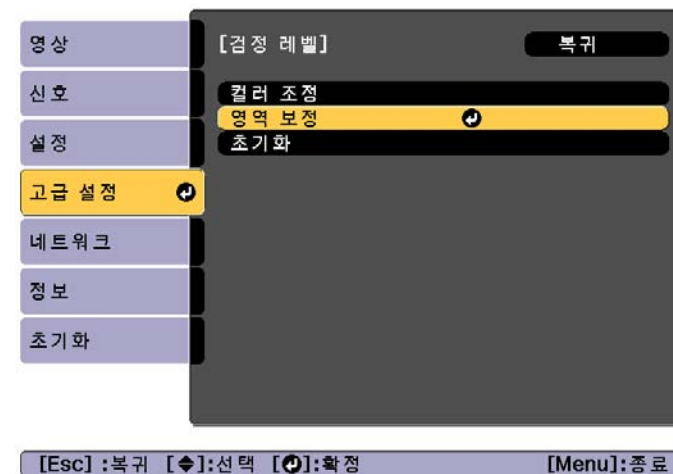 영상
신호
설정
고급 설정
네트워크
정보
초기화
[검정 레벨]
복귀
컬러 조정
영역 보정
초기화
[Esc] :복귀 [◆]:선택 [↵]:확정 [Menu]:종료